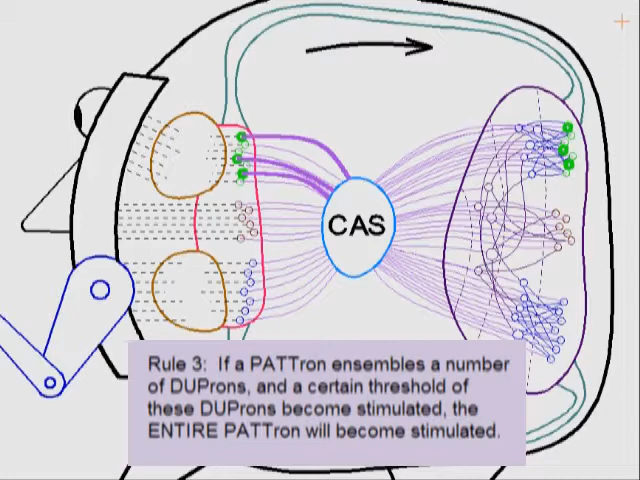 CAS
Rule 3:  If a PATTron ensembles a number
of DUProns, and a certain threshold of
these DUProns become stimulated, the
ENTIRE PATTron will become stimulated.